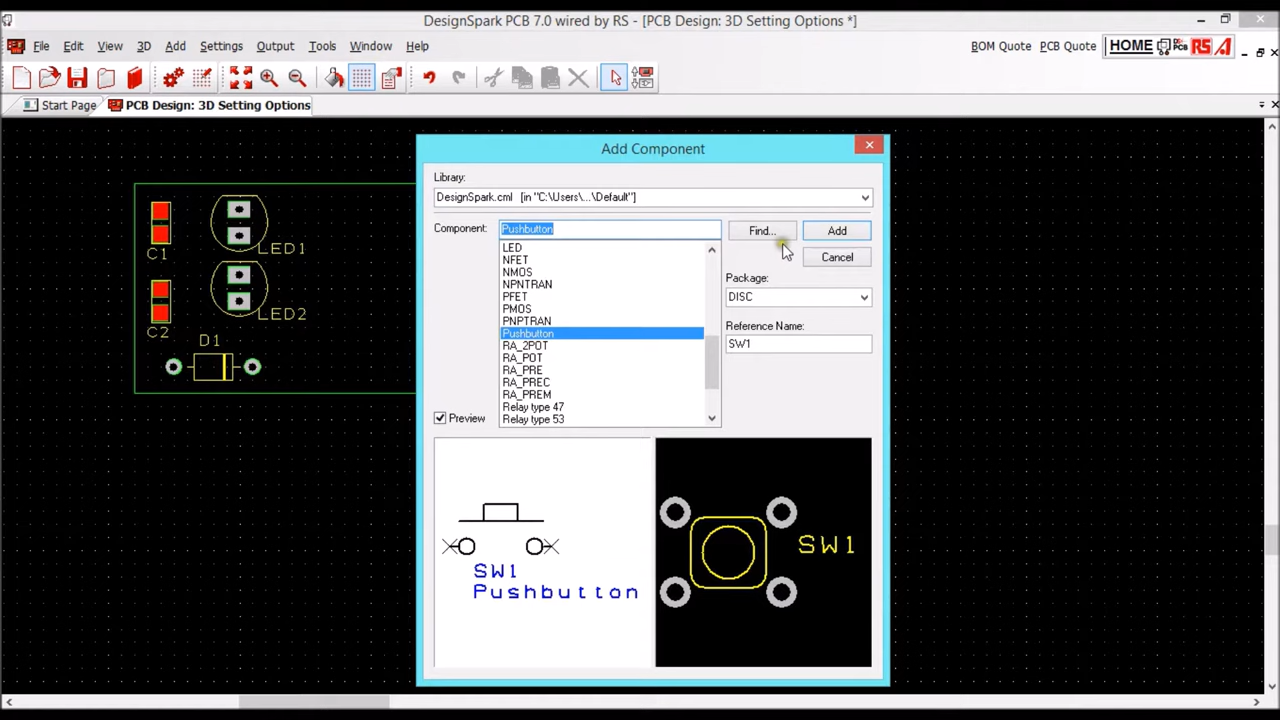 DesignSpark PCB 7.0 wired by RS - [PCB Design: 3D Setting Options *]
File Edit View 3D Add Settings Output Tools Window Help BOM Quote PCB Quote HOME PCB RS A
Start Page PCB Design: 3D Setting Options
Add Component
Library:
DesignSpark.cml [in "C:\Users\...\Default"]
Component: Pushbutton Find... Add
LED
NFET
NMOS
NPNTRAN
PFET
PMOS
PNPTRAN
Pushbutton
RA_2POT
RA_POT
RA_PRE
RA_PREC
RA_PREM
Relay type 47
Relay type 53
Cancel
Package:
DISC
Reference Name:
SW1
Preview
SW1
Pushbutton
SW1
C1
LED1
C2
LED2
D1